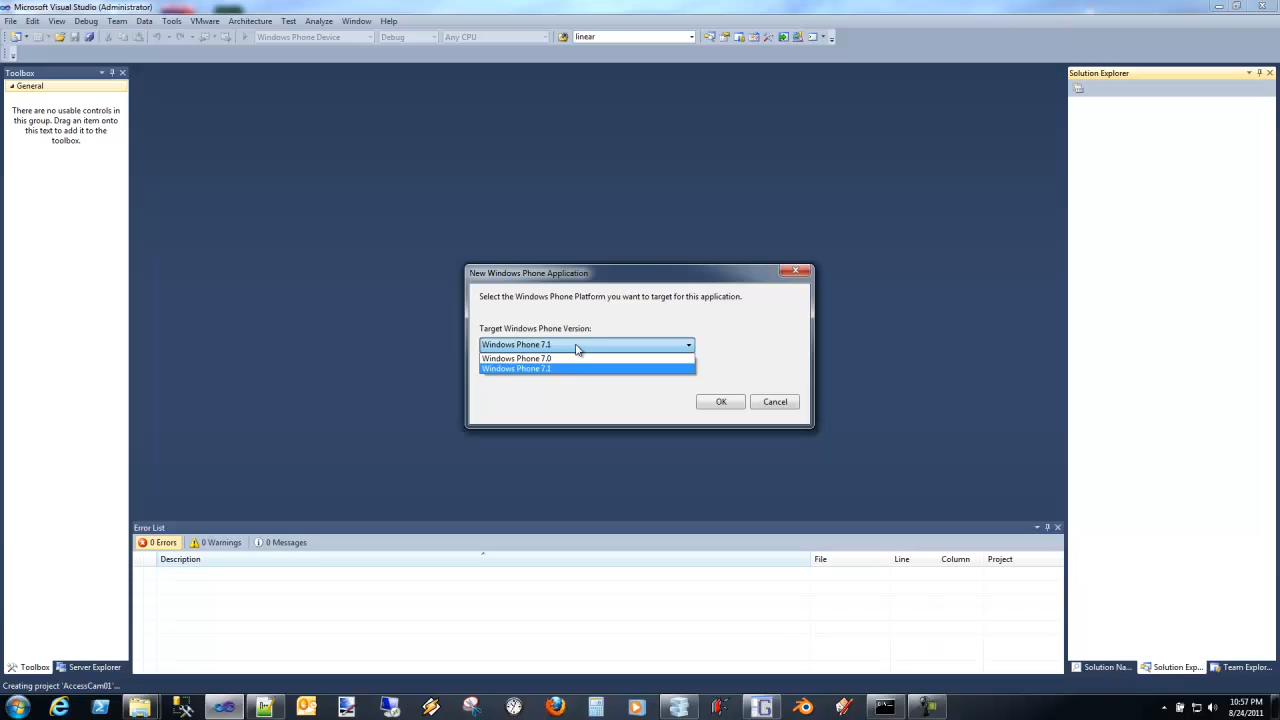 Microsoft Visual Studio (Administrator)
File Edit View Debug Team Data Tools VMware Architecture Test Analyze Window Help
Windows Phone Device Debug Any CPU linear
Toolbox
General
There are no usable controls in
this group. Drag an item onto
this text to add it to the
toolbox.
Solution Explorer
New Windows Phone Application
Select the Windows Phone Platform you want to target for this application.
Target Windows Phone Version:
Windows Phone 7.1
Windows Phone 7.0
Windows Phone 7.1
OK Cancel
Error List
0 Errors 0 Warnings 0 Messages
Description File Line Column Project
Toolbox Server Explorer
Solution Na... Solution Exp... Team Explor...
Creating project 'AccessCam01'...
10:57 PM
8/24/2011